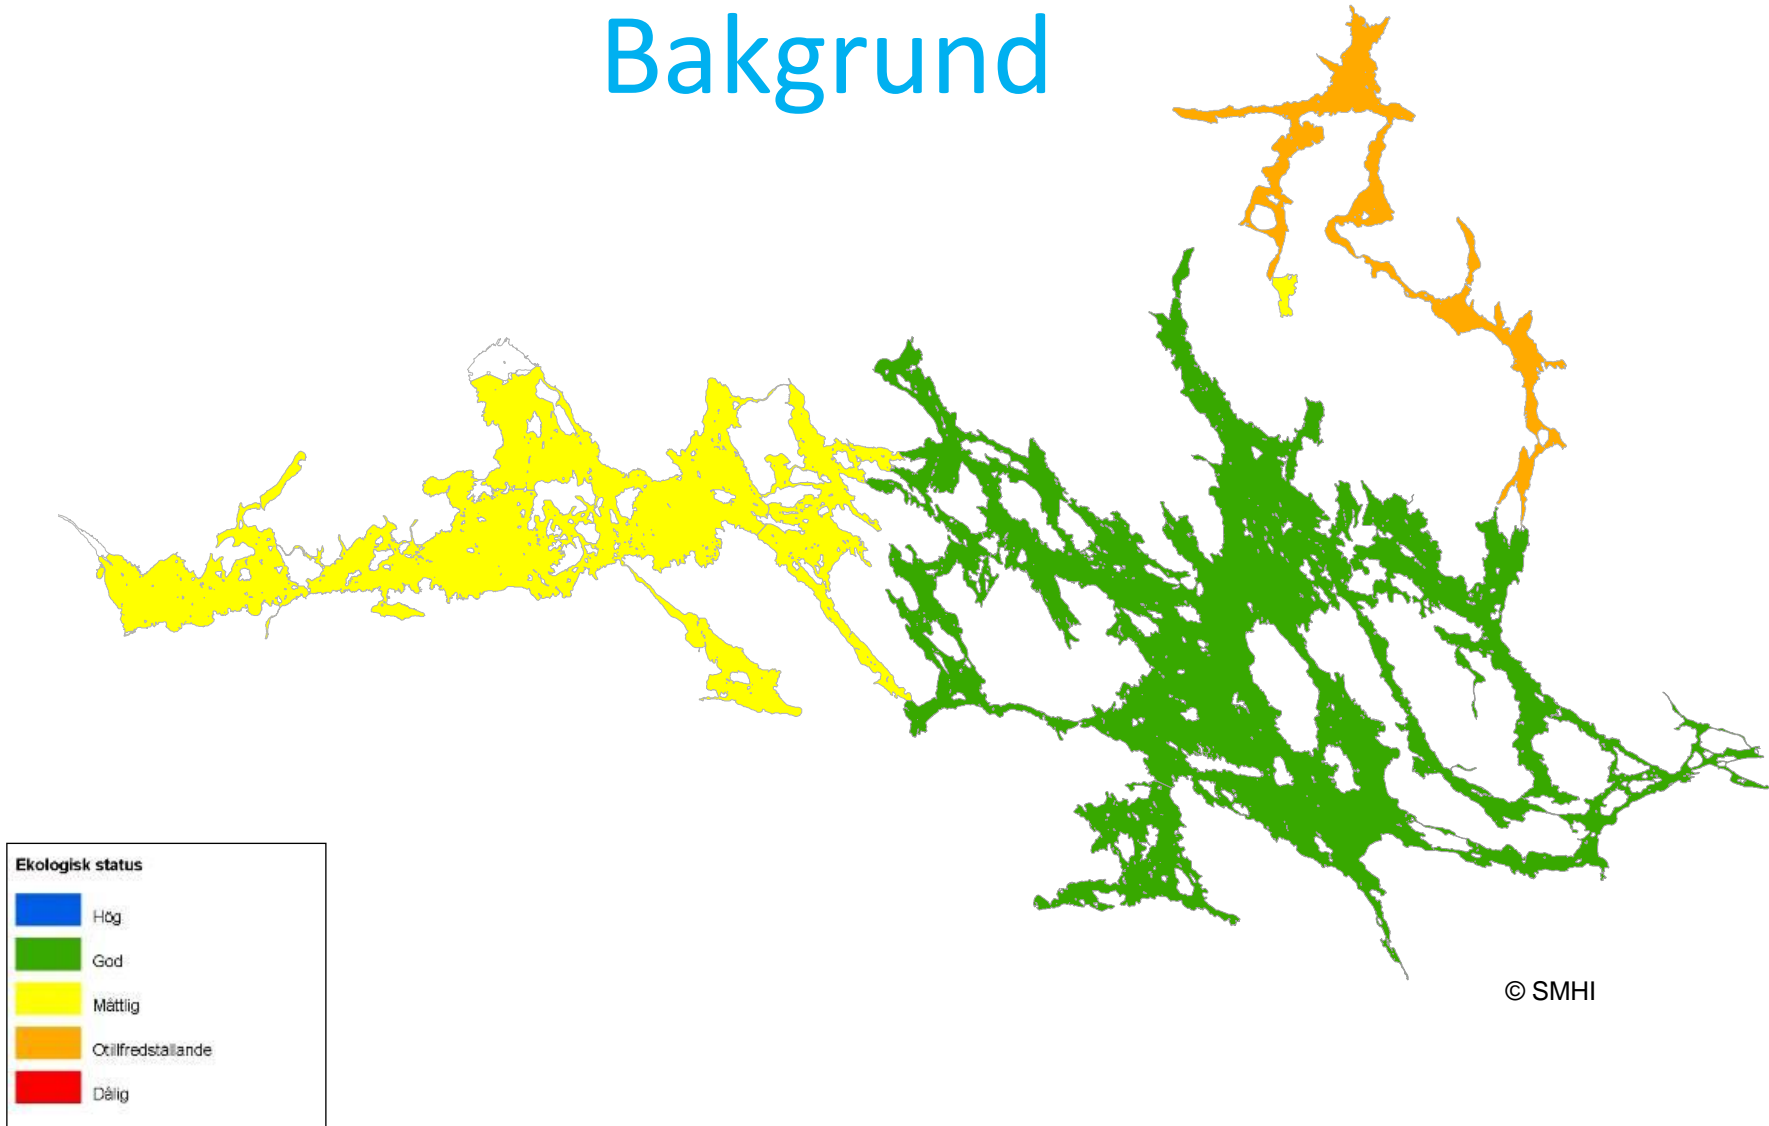 Bakgrund
Ekologisk status
Hög
God
Måttlig
Otillfredställande
Dålig
© SMHI